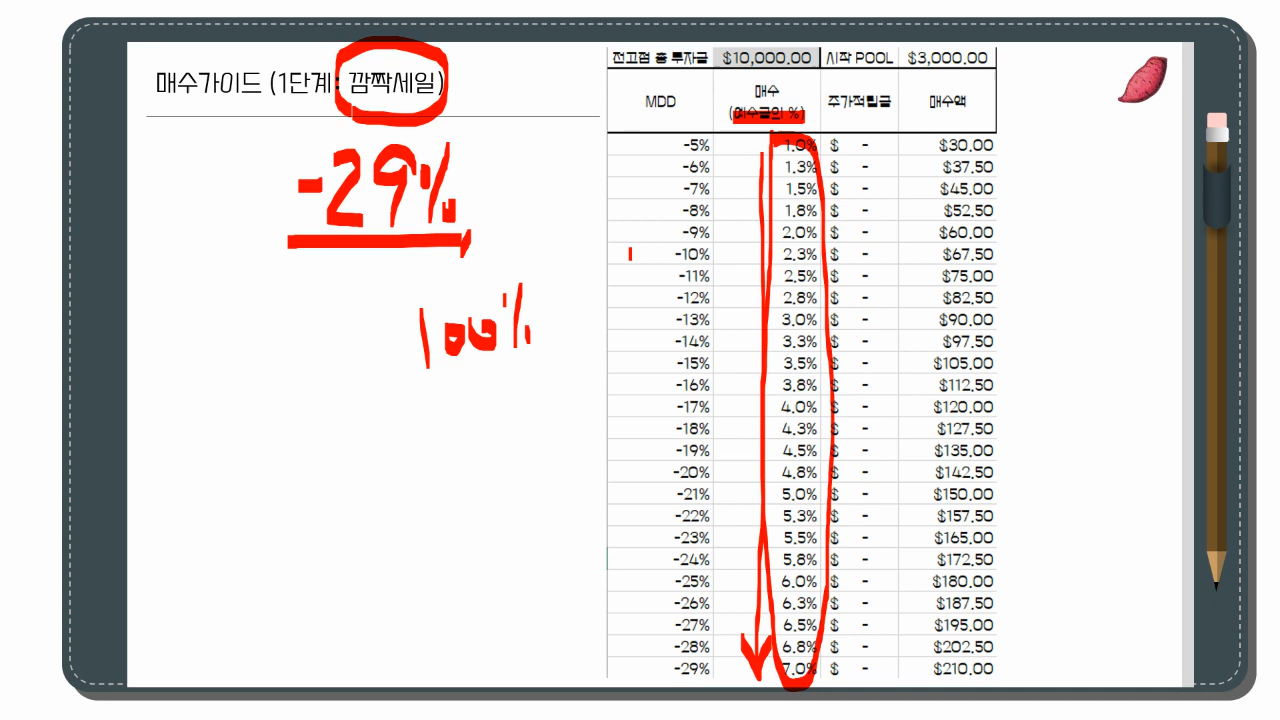 매수가이드 (1단계: 깜짝세일)
-29%
100%
전고점 총 투자금 $10,000.00 시작 POOL $3,000.00
MDD 매수 (예수금의 %) 주가적립금 매수액
-5% 1.0% $ - $30.00
-6% 1.3% $ - $37.50
-7% 1.5% $ - $45.00
-8% 1.8% $ - $52.50
-9% 2.0% $ - $60.00
-10% 2.3% $ - $67.50
-11% 2.5% $ - $75.00
-12% 2.8% $ - $82.50
-13% 3.0% $ - $90.00
-14% 3.3% $ - $97.50
-15% 3.5% $ - $105.00
-16% 3.8% $ - $112.50
-17% 4.0% $ - $120.00
-18% 4.3% $ - $127.50
-19% 4.5% $ - $135.00
-20% 4.8% $ - $142.50
-21% 5.0% $ - $150.00
-22% 5.3% $ - $157.50
-23% 5.5% $ - $165.00
-24% 5.8% $ - $172.50
-25% 6.0% $ - $180.00
-26% 6.3% $ - $187.50
-27% 6.5% $ - $195.00
-28% 6.8% $ - $202.50
-29% 7.0% $ - $210.00